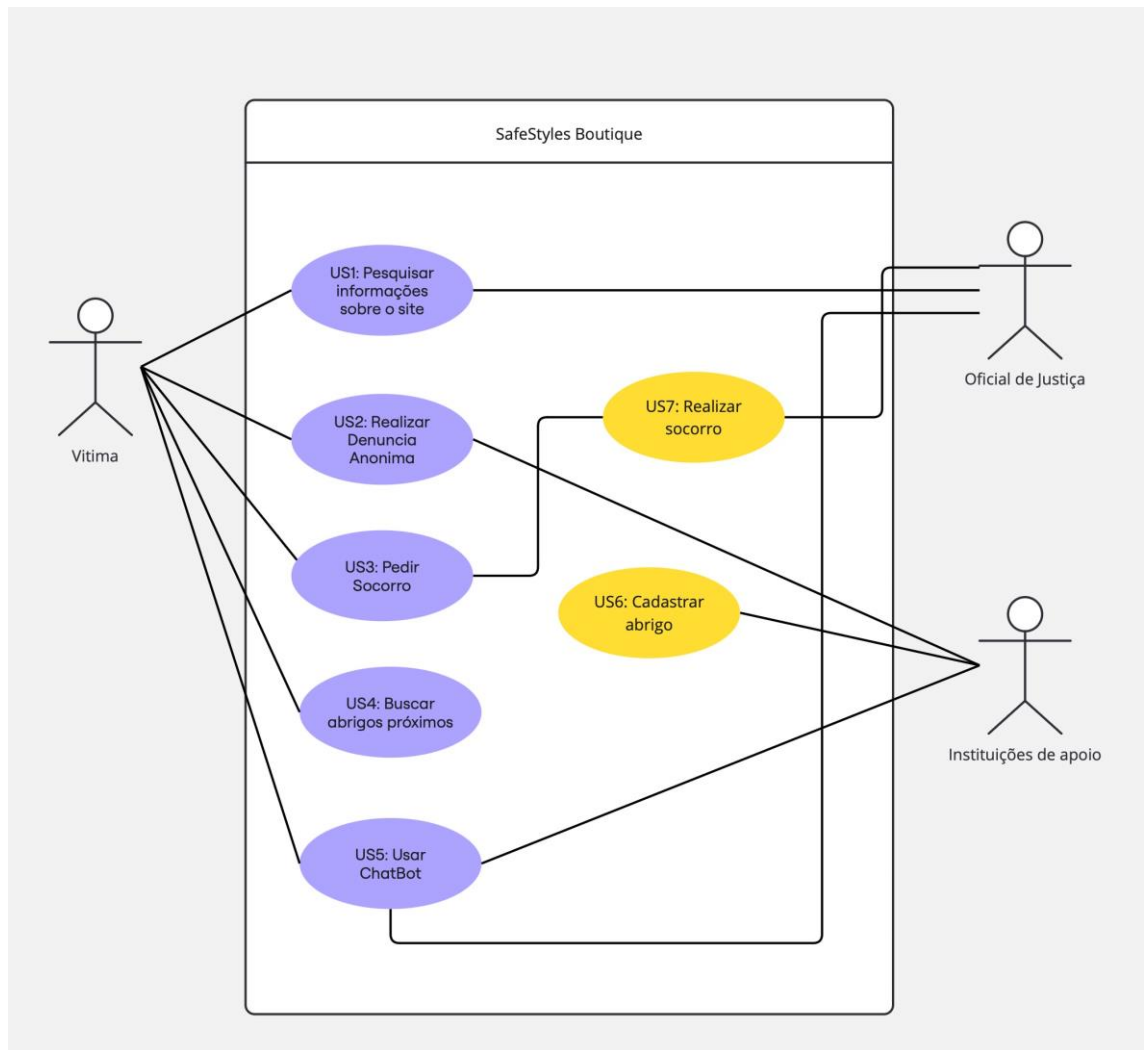 SafeStyles Boutique
US1: Pesquisar
informações
sobre o site
Oficial de Justiça
US7: Realizar
socorro
US2: Realizar
Denuncia
Anonima
Vitima
US3: Pedir
Socorro
US6: Cadastrar
abrigo
US4: Buscar
abrigos próximos
Instituições de apoio
US5: Usar
ChatBot